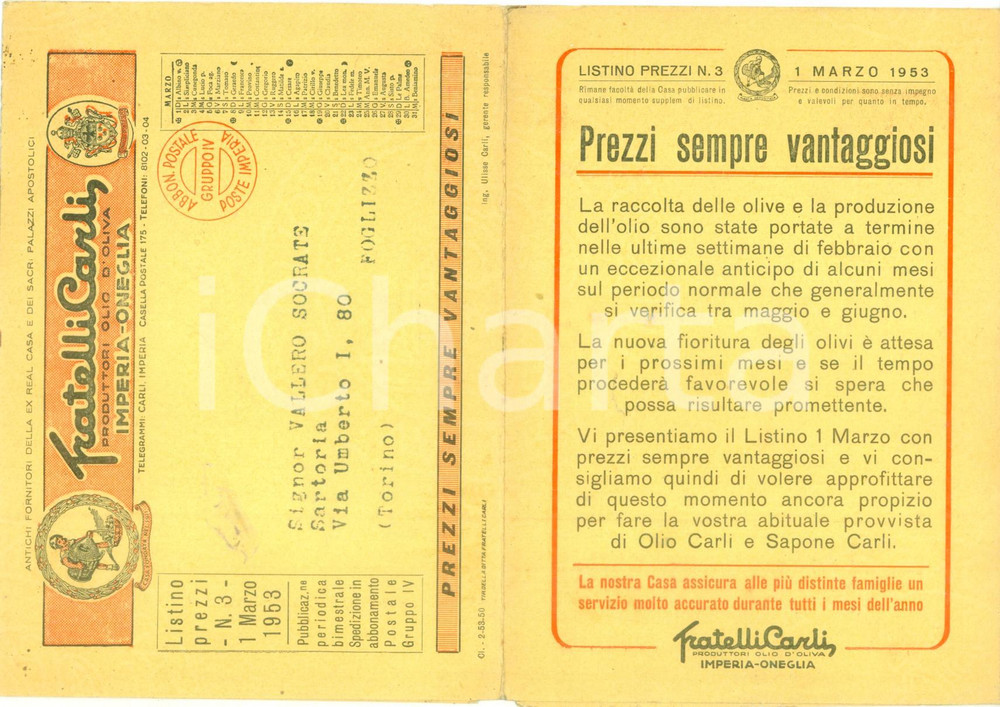 ANTICHI FORNITORI DELLA EX REAL CASA E DEI SACRI PALAZZI APOSTOLICI
Fratelli Carli
PRODUTTORI OLIO D'OLIVA
IMPERIA-ONEGLIA
TELEGRAMMI: CARLI, IMPERIA CASELLA POSTALE 175 - TELEFONI: 8102-03-04
Listino
prezzi
- N. 3 -
1 Marzo
1953
Pubblicaz.ne
periodica
bimestrale
Spedizione in
abbonamento
Postale
Gruppo IV
MARZO
ABBON. POSTALE
GRUPPO IV
POSTE IMPERIA
Signor VALLERO SOCRATE
Sartoria
Via Umberto I, 80
(Torino) FOGLIZZO
PREZZI SEMPRE VANTAGGIOSI
Ing. Ulisse Carli, gerente responsabile
iCharta
LISTINO PREZZI N. 3
Rimane facoltà della Casa pubblicare in
qualsiasi momento supplem. di listino.
1 MARZO 1953
Prezzi e condizioni sono senza impegno
e valevoli per quanto in tempo.
Prezzi sempre vantaggiosi
La raccolta delle olive e la produzione
dell'olio sono state portate a termine
nelle ultime settimane di febbraio con
un eccezionale anticipo di alcuni mesi
sul periodo normale che generalmente
si verifica tra maggio e giugno.
La nuova fioritura degli olivi è attesa
per i prossimi mesi e se il tempo
procederà favorevole si spera che
possa risultare promettente.
Vi presentiamo il Listino 1 Marzo con
prezzi sempre vantaggiosi e vi con-
sigliamo quindi di volere approfittare
di questo momento ancora propizio
per fare la vostra abituale provvista
di Olio Carli e Sapone Carli.
La nostra Casa assicura alle più distinte famiglie un
servizio molto accurato durante tutti i mesi dell'anno
Fratelli Carli
PRODUTTORI OLIO D'OLIVA
IMPERIA-ONEGLIA